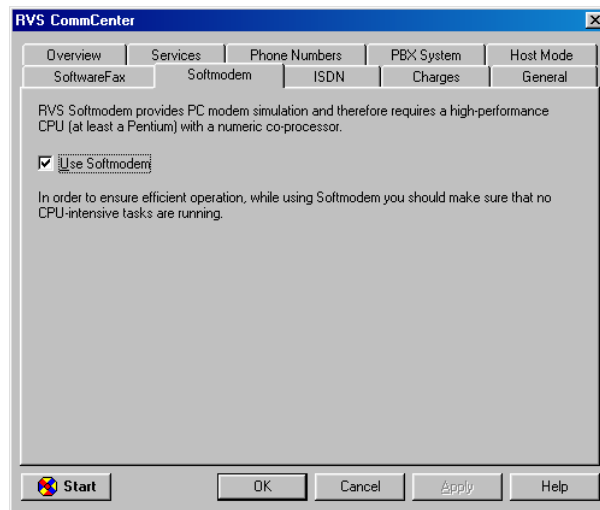 RVS CommCenter
Overview Services Phone Numbers PBX System Host Mode
SoftwareFax Softmodem ISDN Charges General
RVS Softmodem provides PC modem simulation and therefore requires a high-performance
CPU (at least a Pentium) with a numeric co-processor.
Use Softmodem
In order to ensure efficient operation, while using Softmodem you should make sure that no
CPU-intensive tasks are running.
Start OK Cancel Apply Help